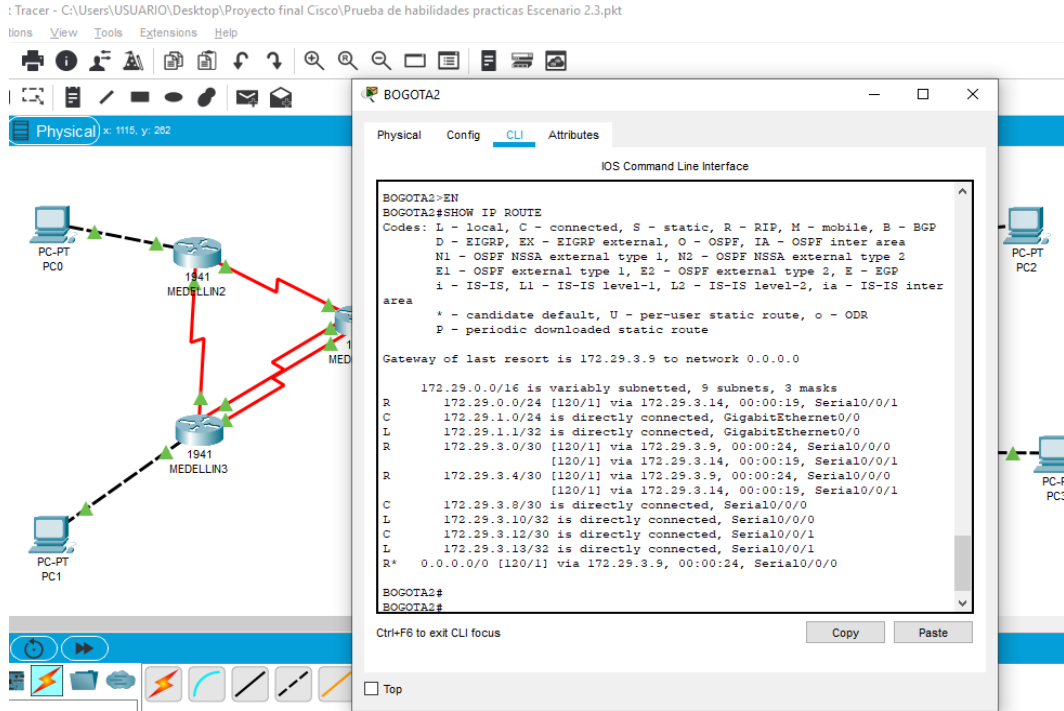 : Tracer - C:\Users\USUARIO\Desktop\Proyecto final Cisco\Prueba de habilidades practicas Escenario 2.3.pkt
tions View Tools Extensions Help
Physical x: 1115, y: 262
PC-PT
PC0
1941
MEDELLIN2
1
MED
1941
MEDELLIN3
PC-PT
PC1
BOGOTA2
Physical Config CLI Attributes
IOS Command Line Interface
BOGOTA2>EN
BOGOTA2#SHOW IP ROUTE
Codes: L - local, C - connected, S - static, R - RIP, M - mobile, B - BGP
D - EIGRP, EX - EIGRP external, O - OSPF, IA - OSPF inter area
N1 - OSPF NSSA external type 1, N2 - OSPF NSSA external type 2
E1 - OSPF external type 1, E2 - OSPF external type 2, E - EGP
i - IS-IS, L1 - IS-IS level-1, L2 - IS-IS level-2, ia - IS-IS inter
area
* - candidate default, U - per-user static route, o - ODR
P - periodic downloaded static route
Gateway of last resort is 172.29.3.9 to network 0.0.0.0
172.29.0.0/16 is variably subnetted, 9 subnets, 3 masks
R 172.29.0.0/24 [120/1] via 172.29.3.14, 00:00:19, Serial0/0/1
C 172.29.1.0/24 is directly connected, GigabitEthernet0/0
L 172.29.1.1/32 is directly connected, GigabitEthernet0/0
R 172.29.3.0/30 [120/1] via 172.29.3.9, 00:00:24, Serial0/0/0
[120/1] via 172.29.3.14, 00:00:19, Serial0/0/1
R 172.29.3.4/30 [120/1] via 172.29.3.9, 00:00:24, Serial0/0/0
[120/1] via 172.29.3.14, 00:00:19, Serial0/0/1
C 172.29.3.8/30 is directly connected, Serial0/0/0
L 172.29.3.10/32 is directly connected, Serial0/0/0
C 172.29.3.12/30 is directly connected, Serial0/0/1
L 172.29.3.13/32 is directly connected, Serial0/0/1
R* 0.0.0.0/0 [120/1] via 172.29.3.9, 00:00:24, Serial0/0/0
BOGOTA2#
BOGOTA2#
Ctrl+F6 to exit CLI focus
Copy Paste
Top
PC-PT
PC2
PC-P
PC3